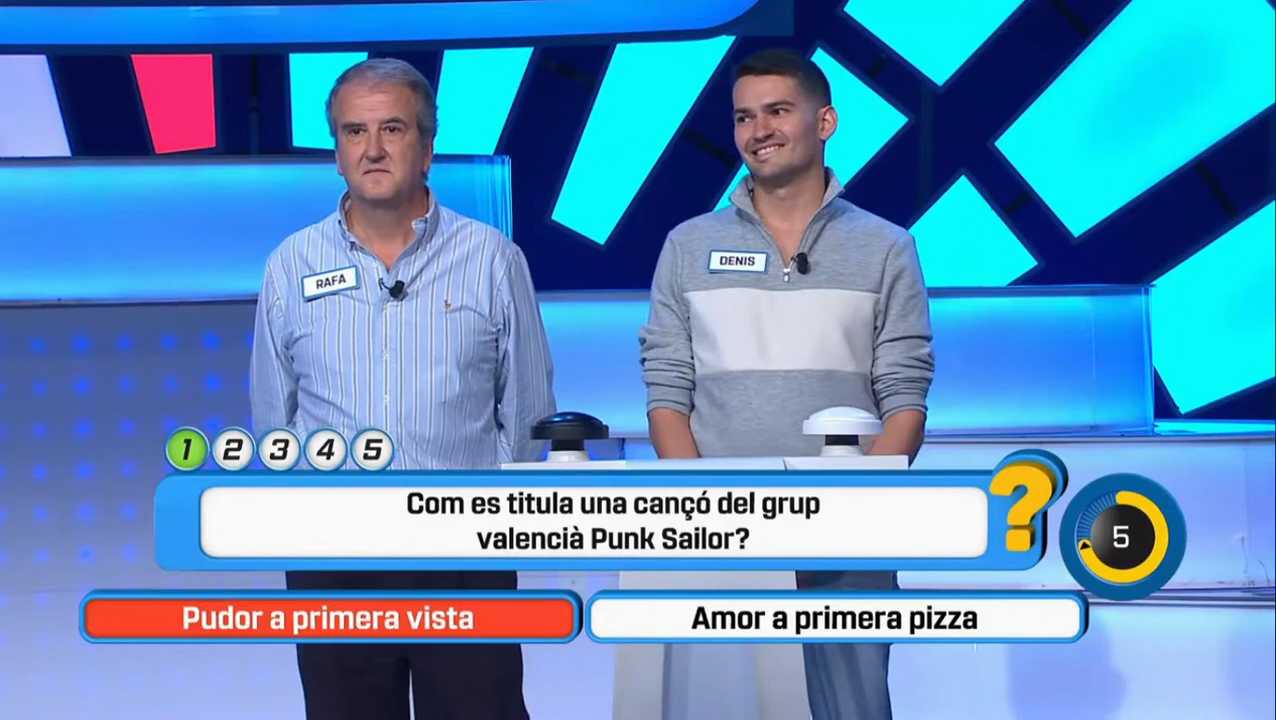 RAFA
DENIS
1 2 3 4 5
Com es titula una cançó del grup
valencià Punk Sailor?
?
5
Pudor a primera vista
Amor a primera pizza